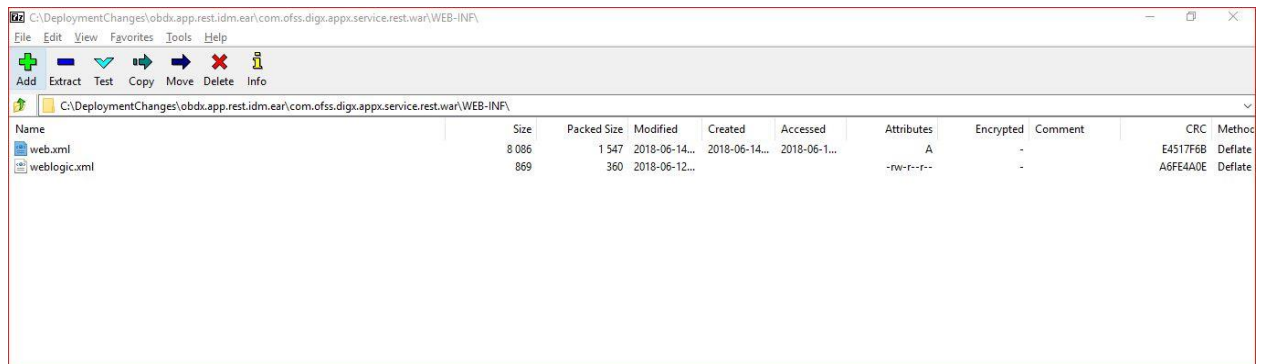 7z C:\DeploymentChanges\obdx.app.rest.idm.ear\com.ofss.digx.appx.service.rest.war\WEB-INF\
File Edit View Favorites Tools Help
Add Extract Test Copy Move Delete Info
C:\DeploymentChanges\obdx.app.rest.idm.ear\com.ofss.digx.appx.service.rest.war\WEB-INF\
Name Size Packed Size Modified Created Accessed Attributes Encrypted Comment CRC Method
web.xml 8 086 1 547 2018-06-14... 2018-06-14... 2018-06-1... A - E4517F6B Deflate
weblogic.xml 869 360 2018-06-12... -rw-r--r-- - A6FE4A0E Deflate